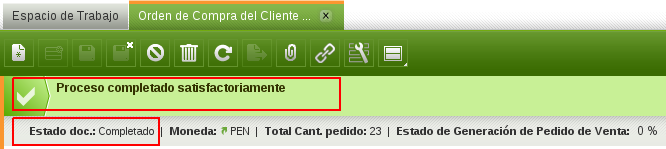 Espacio de Trabajo
Orden de Compra del Cliente ...
Proceso completado satisfactoriamente
Estado doc.: Completado | Moneda: PEN | Total Cant. pedido: 23 | Estado de Generación de Pedido de Venta: 0 %